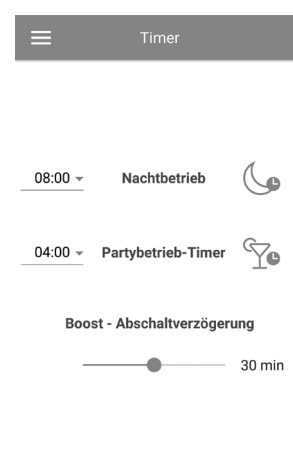 Timer
08:00 Nachtbetrieb
04:00 Partybetrieb-Timer
Boost - Abschaltverzögerung
30 min